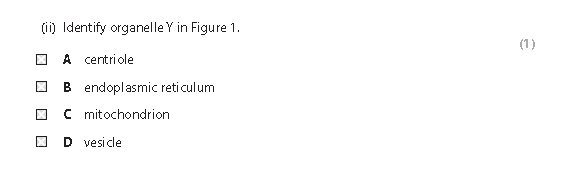 (ii) Identify organelle Y in Figure 1.
(1)
A centriole
B endoplasmic reticulum
C mitochondrion
D vesicle